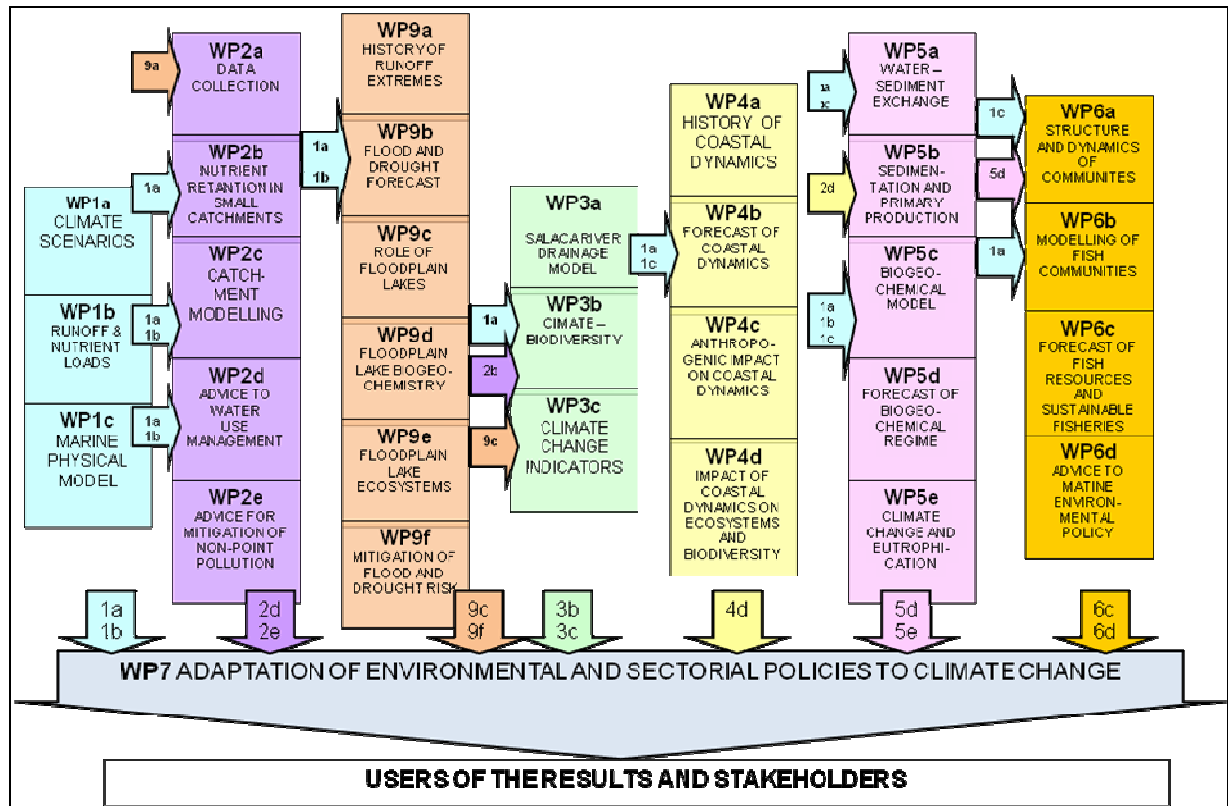 9a
WP2a
DATA
COLLECTION
WP2b
NUTRIENT
RETANTION IN
SMALL
CATCHMENTS
WP2c
CATCH-
MENT
MODELLING
WP2d
ADVICE TO
WATER
USE
MANAGEMENT
WP2e
ADVICE FOR
MITIGATION OF
NON-POINT
POLLUTION
WP1a
CLIMATE
SCENARIOS
WP1b
RUNOFF &
NUTRIENT
LOADS
WP1c
MARINE
PHYSICAL
MODEL
1a
1a
1b
1a
1b
1a
1b
WP9a
HISTORY OF
RUNOFF
EXTREMES
WP9b
FLOOD AND
DROUGHT
FORECAST
WP9c
ROLE OF
FLOODPLAIN
LAKES
WP9d
FLOODPLAIN
LAKE BIOGEO-
CHEMISTRY
WP9e
FLOODPLAIN
LAKE
ECOSYSTEMS
WP9f
MITIGATION OF
FLOOD AND
DROUGHT RISK
1a
2b
9c
WP3a
SALACA RIVER
DRAINAGE
MODEL
WP3b
CIMATE –
BIODIVERSITY
WP3c
CLIMATE
CHANGE
INDICATORS
1a
1c
WP4a
HISTORY OF
COASTAL
DYNAMICS
WP4b
FORECAST OF
COASTAL
DYNAMICS
WP4c
ANTHROPO-
GENIC IMPACT
ON COASTAL
DYNAMICS
WP4d
IMPACT OF
COASTAL
DYNAMICS ON
ECOSYSTEMS
AND
BIODIVERSITY
2d
1a
1b
1c
WP5a
WATER –
SEDIMENT
EXCHANGE
WP5b
SEDIMEN-
TATION AND
PRIMARY
PRODUCTION
WP5c
BIOGEO-
CHEMICAL
MODEL
WP5d
FORECAST OF
BIOGEO-
CHEMICAL
REGIME
WP5e
CLIMATE
CHANGE AND
EUTROPHI-
CATION
1c
5d
1a
WP6a
STRUCTURE
AND DYNAMICS
OF
COMMUNITES
WP6b
MODELLING OF
FISH
COMMUNITIES
WP6c
FORECAST OF
FISH
RESOURCES
AND
SUSTAINABLE
FISHERIES
WP6d
ADVICE TO
MATINE
ENVIRON-
MENTAL
POLICY
1a
1b
2d
2e
9c
9f
3b
3c
4d
5d
5e
6c
6d
WP7 ADAPTATION OF ENVIRONMENTAL AND SECTORIAL POLICIES TO CLIMATE CHANGE
USERS OF THE RESULTS AND STAKEHOLDERS